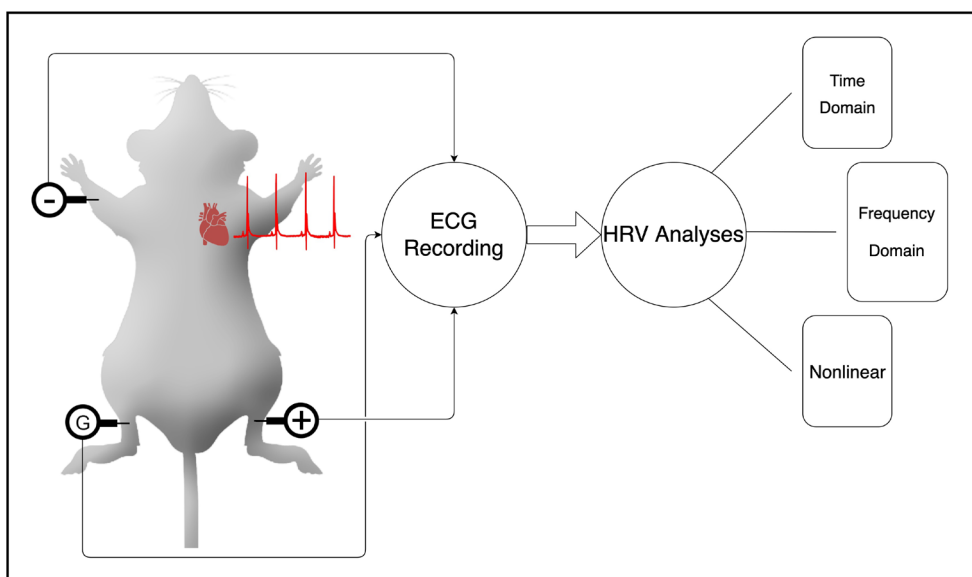 Time
Domain
-
ECG
Recording
HRV Analyses
Frequency
Domain
Nonlinear
G
+